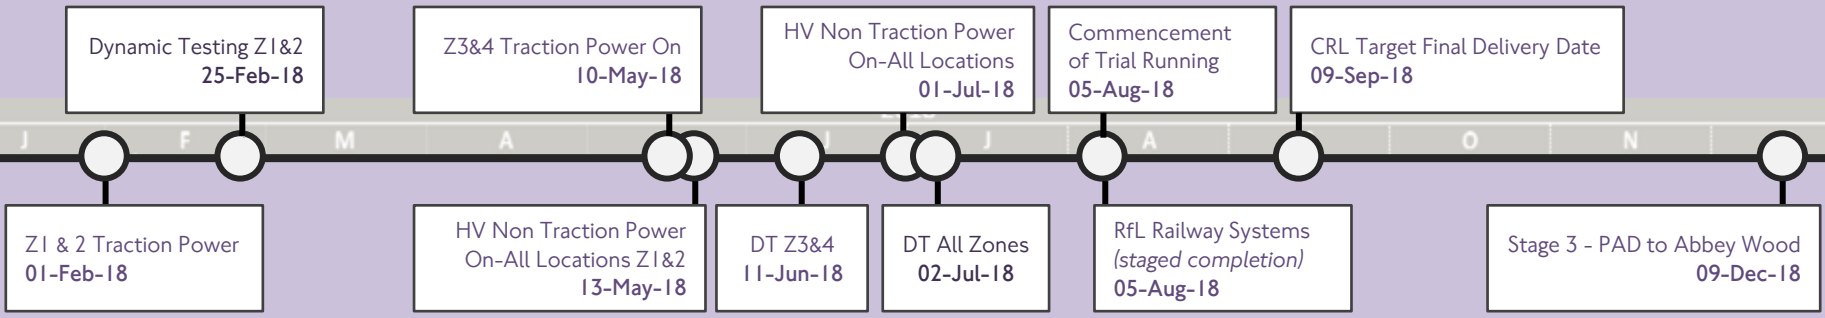 Dynamic Testing Z1&2
25-Feb-18
Z3&4 Traction Power On
10-May-18
HV Non Traction Power
On-All Locations
01-Jul-18
Commencement
of Trial Running
05-Aug-18
CRL Target Final Delivery Date
09-Sep-18
J
F
M
A
J
J
A
O
N
Z1 & 2 Traction Power
01-Feb-18
HV Non Traction Power
On-All Locations Z1&2
13-May-18
DT Z3&4
11-Jun-18
DT All Zones
02-Jul-18
RfL Railway Systems
(staged completion)
05-Aug-18
Stage 3 - PAD to Abbey Wood
09-Dec-18